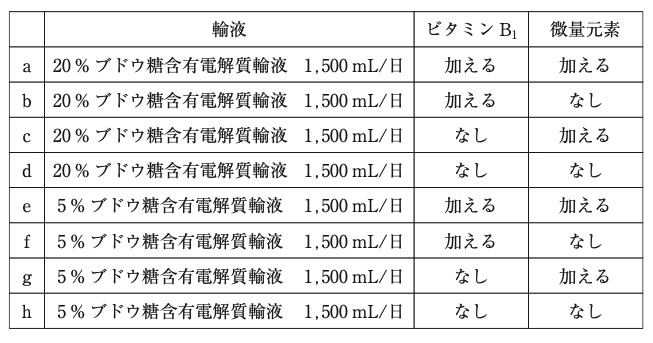 輸液 ビタミン B₁ 微量元素
a 20 % ブドウ糖含有電解質輸液 1,500 mL/日 加える 加える
b 20 % ブドウ糖含有電解質輸液 1,500 mL/日 加える なし
c 20 % ブドウ糖含有電解質輸液 1,500 mL/日 なし 加える
d 20 % ブドウ糖含有電解質輸液 1,500 mL/日 なし なし
e 5 % ブドウ糖含有電解質輸液 1,500 mL/日 加える 加える
f 5 % ブドウ糖含有電解質輸液 1,500 mL/日 加える なし
g 5 % ブドウ糖含有電解質輸液 1,500 mL/日 なし 加える
h 5 % ブドウ糖含有電解質輸液 1,500 mL/日 なし なし